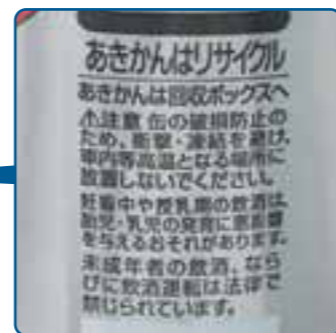 あきかんはリサイクル
あきかんは回収ボックスへ
⚠注意 缶の破損防止の
ため、衝撃・凍結を避け、
車内等高温となる場所に
放置しないでください。
妊娠中や授乳期の飲酒は、
胎児・乳児の発育に悪影響
を与えるおそれがあります。
未成年者の飲酒、なら
びに飲酒運転は法律で
禁じられています。